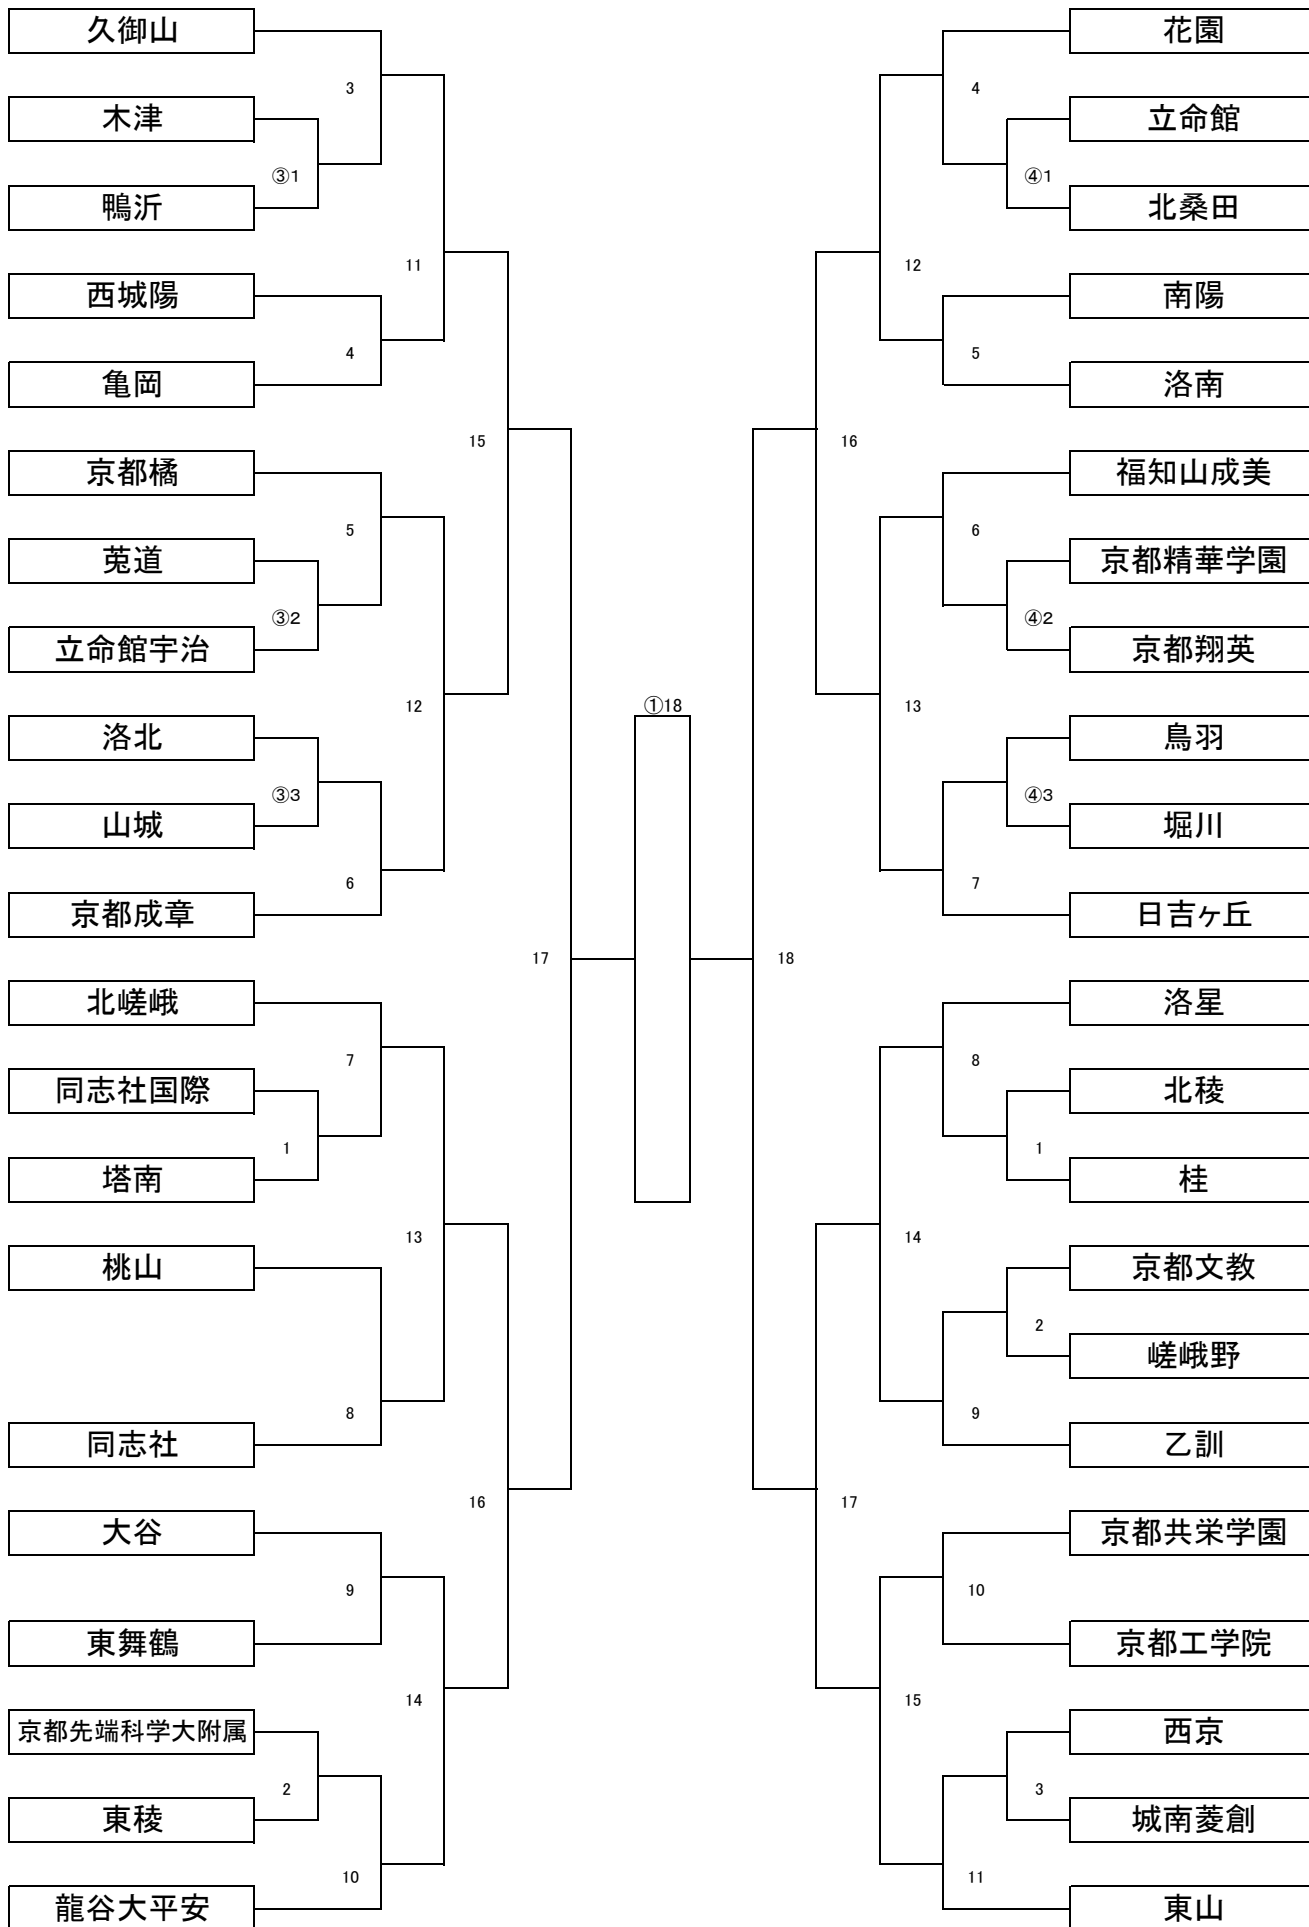 久御山
木津
鴨沂
西城陽
亀岡
京都橘
莵道
立命館宇治
洛北
山城
京都成章
北嵯峨
同志社国際
塔南
桃山
同志社
大谷
東舞鶴
京都先端科学大附属
東稜
龍谷大平安
③1
③2
③3
1
2
3
4
5
6
7
8
9
10
11
12
13
14
15
16
17
①18
18
16
17
12
13
14
15
4
5
6
7
8
9
10
11
④1
④2
④3
1
2
3
花園
立命館
北桑田
南陽
洛南
福知山成美
京都精華学園
京都翔英
鳥羽
堀川
日吉ヶ丘
洛星
北稜
桂
京都文教
嵯峨野
乙訓
京都共栄学園
京都工学院
西京
城南菱創
東山